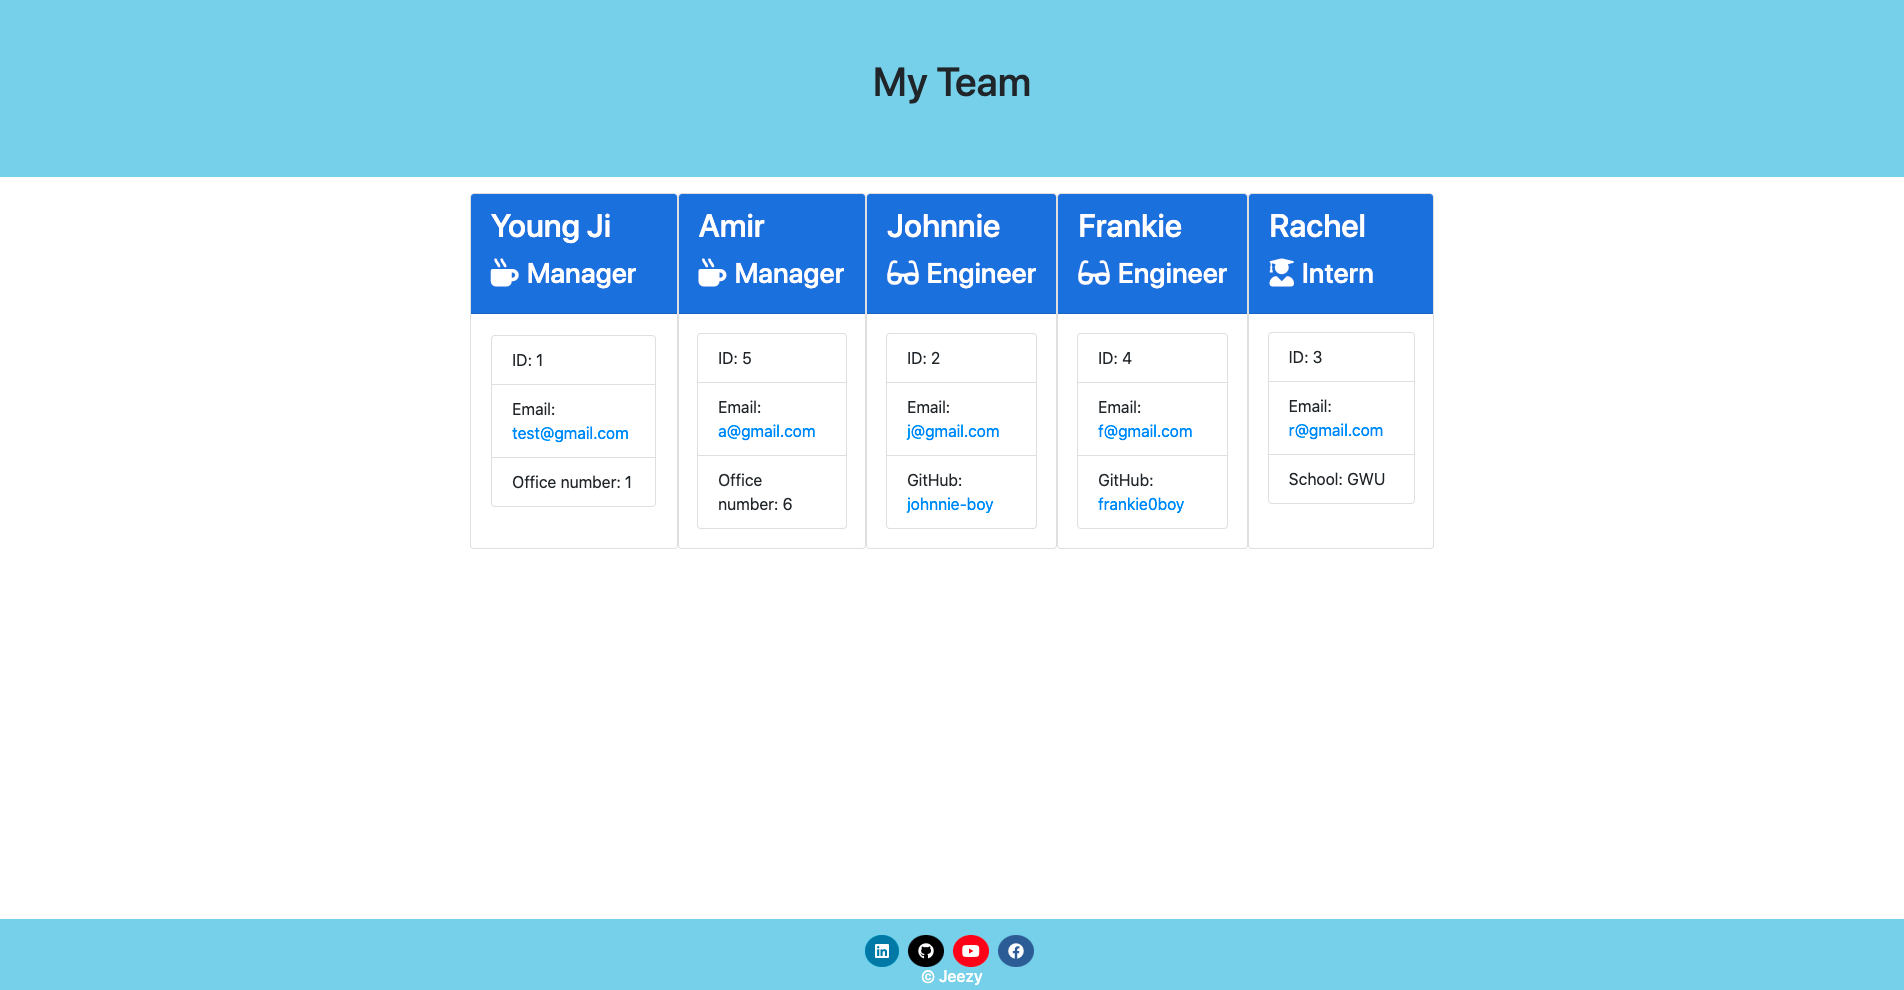 My Team
Young Ji
Manager
ID: 1
Email:
test@gmail.com
Office number: 1
Amir
Manager
ID: 5
Email:
a@gmail.com
Office
number: 6
Johnnie
Engineer
ID: 2
Email:
j@gmail.com
GitHub:
johnnie-boy
Frankie
Engineer
ID: 4
Email:
f@gmail.com
GitHub:
frankie0boy
Rachel
Intern
ID: 3
Email:
r@gmail.com
School: GWU
© Jeezy